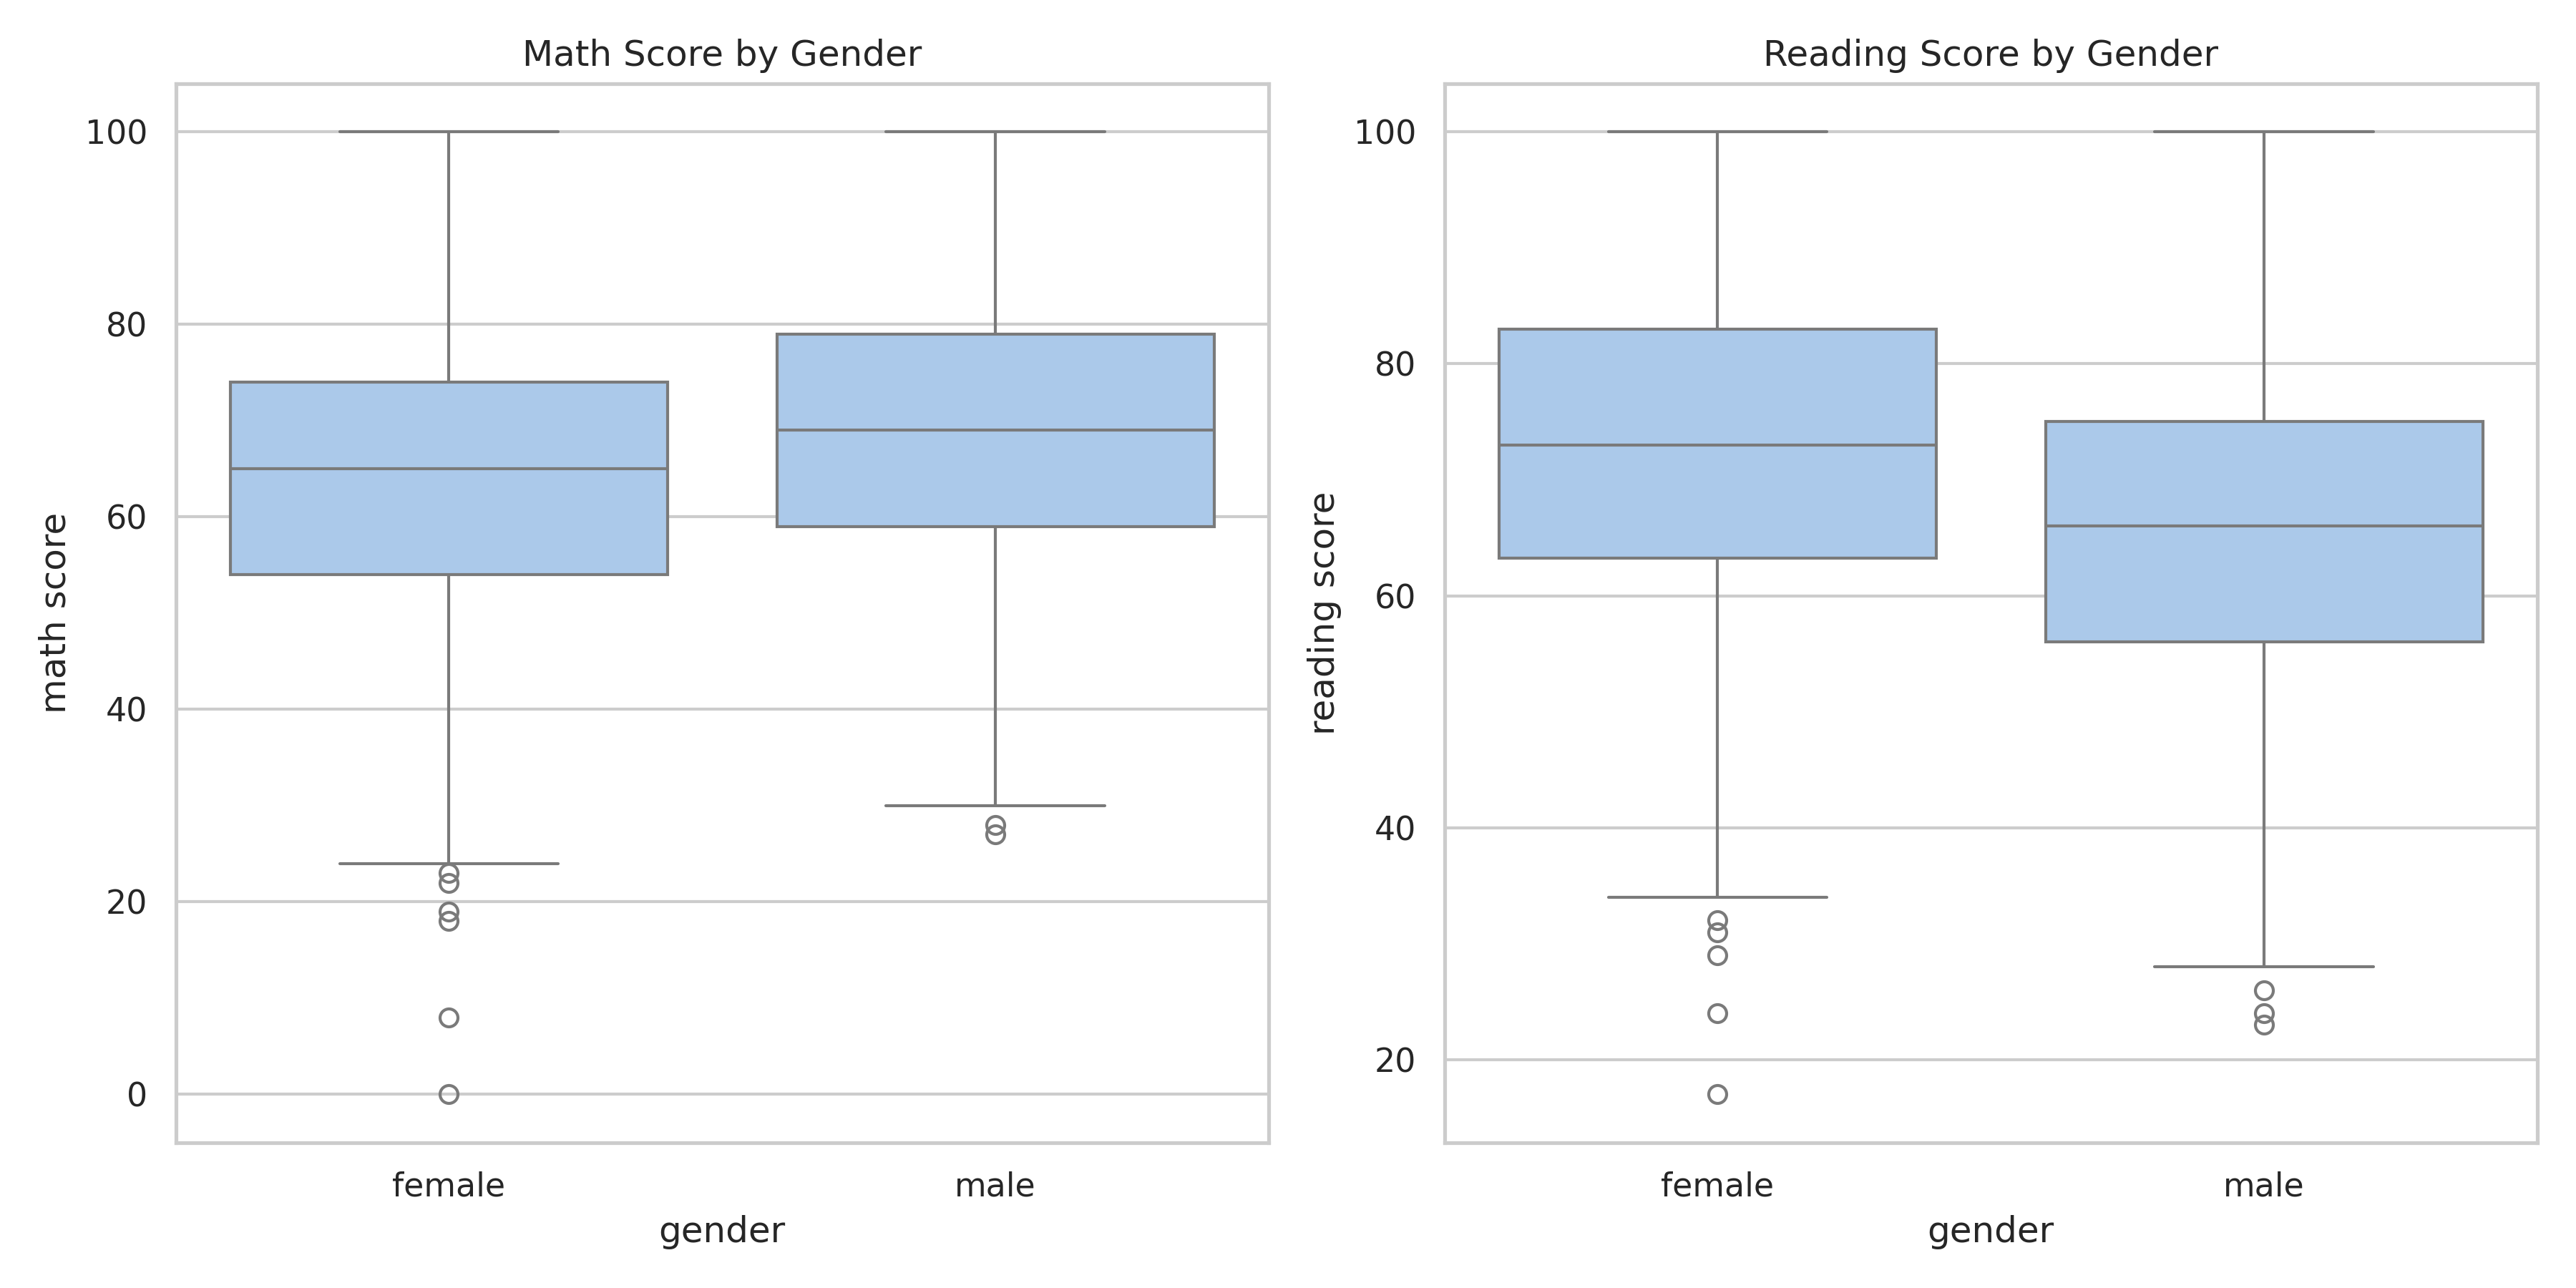 Math Score by Gender
100
80
60
40
20
0
math score
female
male
gender
Reading Score by Gender
100
80
60
40
20
reading score
female
male
gender